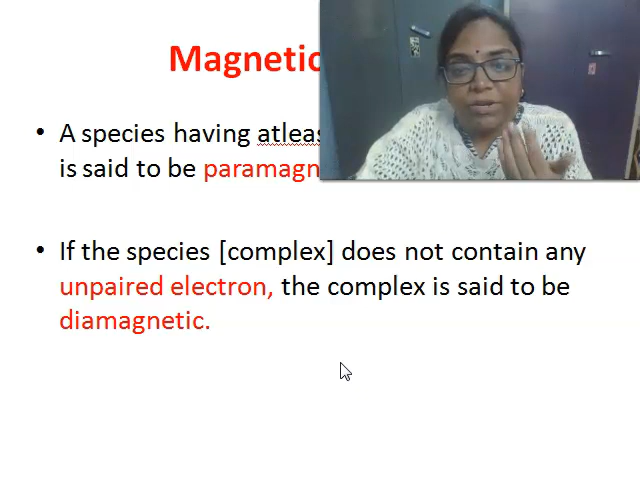 Magnetic
• A species having atleas
is said to be paramagn
• If the species [complex] does not contain any
unpaired electron, the complex is said to be
diamagnetic.